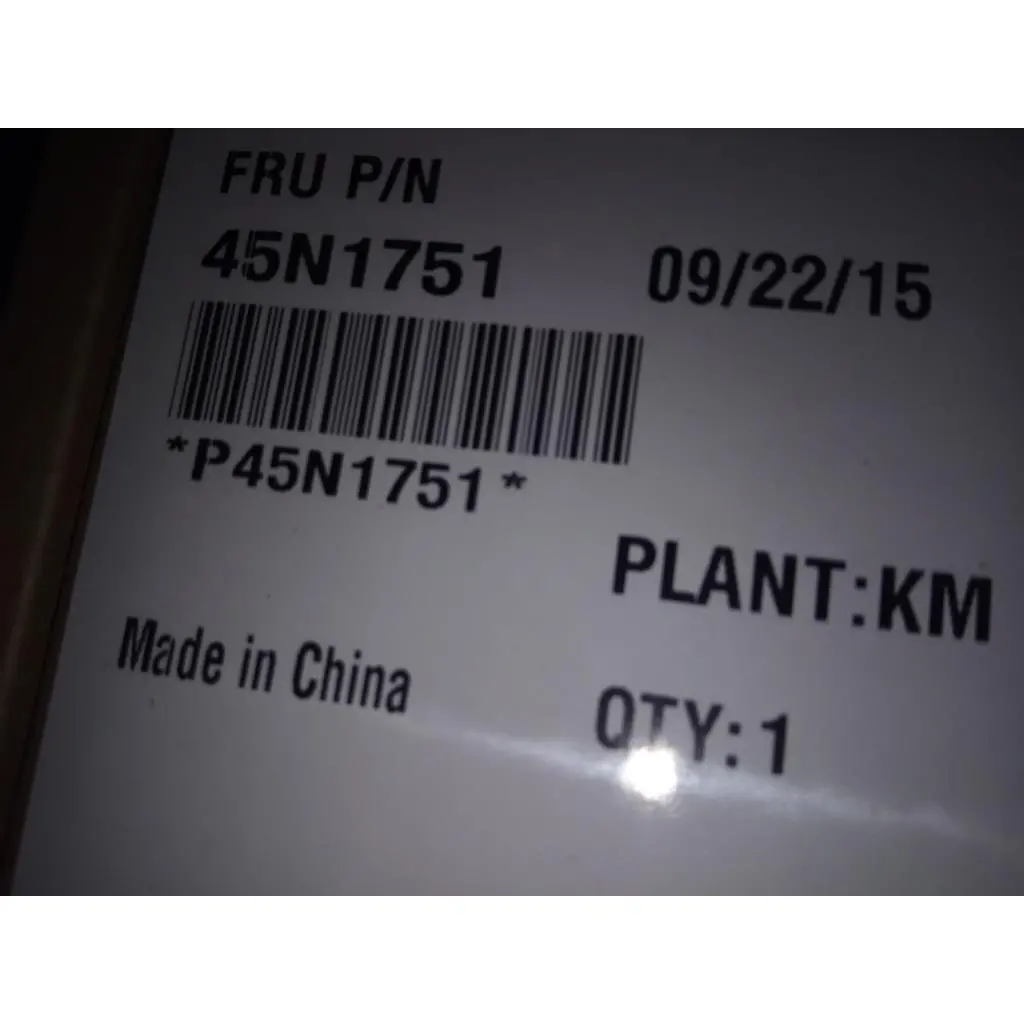 FRU P/N
45N1751 09/22/15
*P45N1751*
PLANT:KM
Made in China
QTY:1